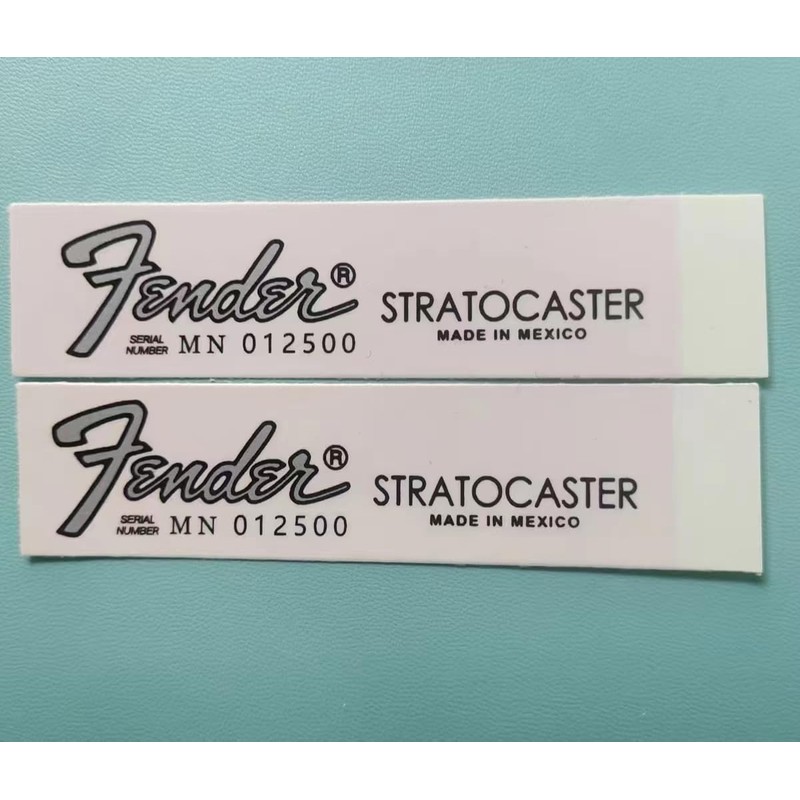 Fender® STRATOCASTER
SERIAL NUMBER MN 012500 MADE IN MEXICO
Fender® STRATOCASTER
SERIAL NUMBER MN 012500 MADE IN MEXICO